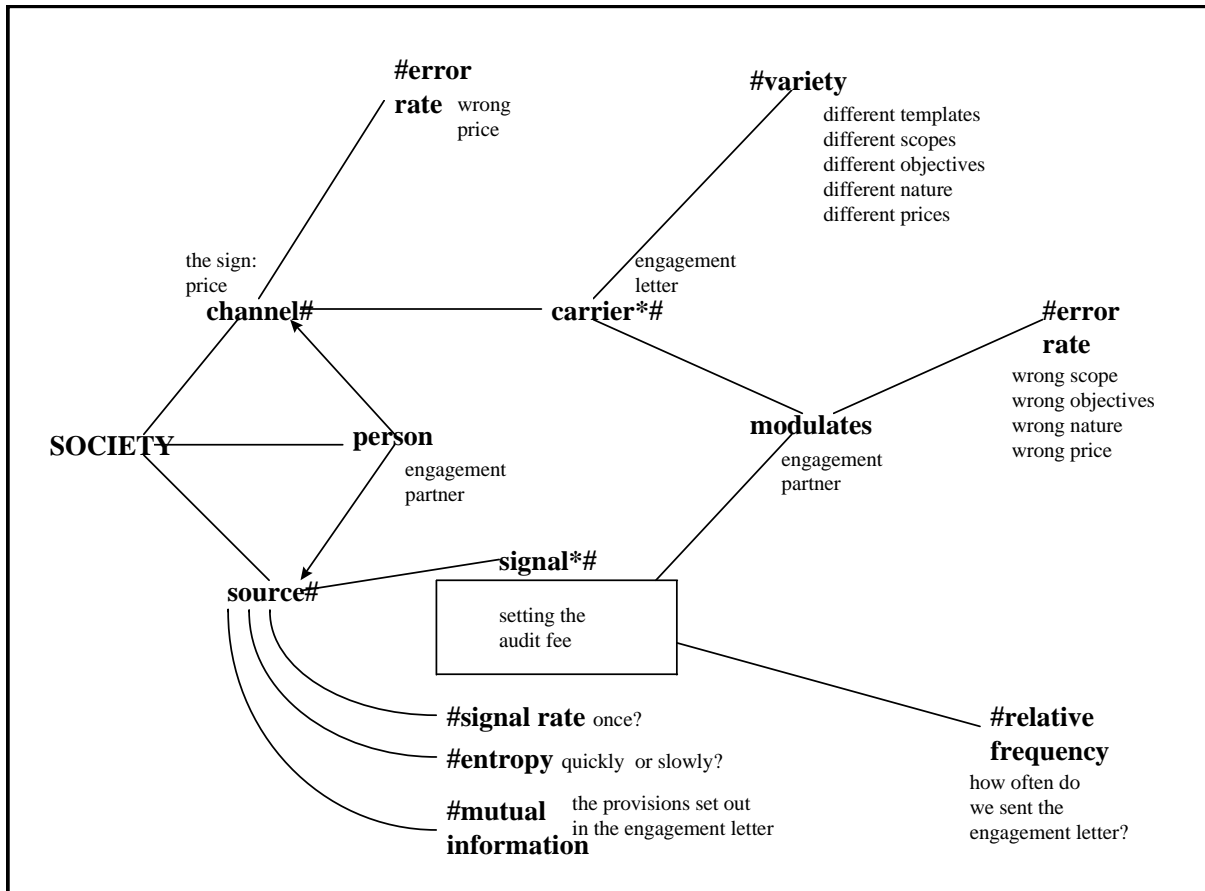 #error
rate wrong
price
#variety
different templates
different scopes
different objectives
different nature
different prices
the sign:
price
channel#
engagement
letter
carrier*#
#error
rate
wrong scope
wrong objectives
wrong nature
wrong price
SOCIETY
person
engagement
partner
modulates
engagement
partner
source#
signal*#
setting the
audit fee
#signal rate once?
#entropy quickly or slowly?
#mutual the provisions set out
information in the engagement letter
#relative
frequency
how often do
we sent the
engagement letter?